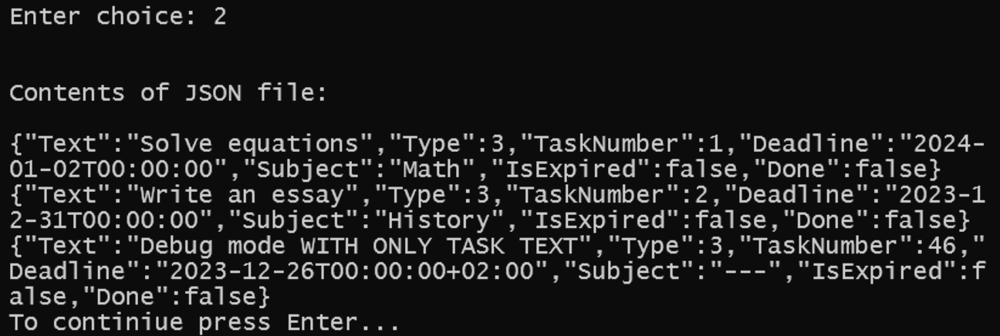 Enter choice: 2
Contents of JSON file:
{"Text":"Solve equations","Type":3,"TaskNumber":1,"Deadline":"2024-
01-02T00:00:00","Subject":"Math","IsExpired":false,"Done":false}
{"Text":"Write an essay","Type":3,"TaskNumber":2,"Deadline":"2023-1
2-31T00:00:00","Subject":"History","IsExpired":false,"Done":false}
{"Text":"Debug mode WITH ONLY TASK TEXT","Type":3,"TaskNumber":46,"
Deadline":"2023-12-26T00:00:00+02:00","Subject":"---","IsExpired":f
alse,"Done":false}
To continiue press Enter...